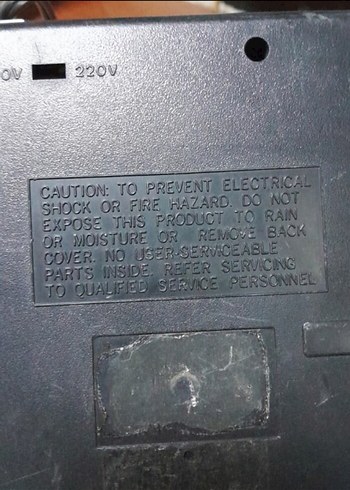 0V 220V
CAUTION: TO PREVENT ELECTRICAL
SHOCK OR FIRE HAZARD. DO NOT
EXPOSE THIS PRODUCT TO RAIN
OR MOISTURE OR REMOVE BACK
COVER. NO USER-SERVICEABLE
PARTS INSIDE. REFER SERVICING
TO QUALIFIED SERVICE PERSONNEL